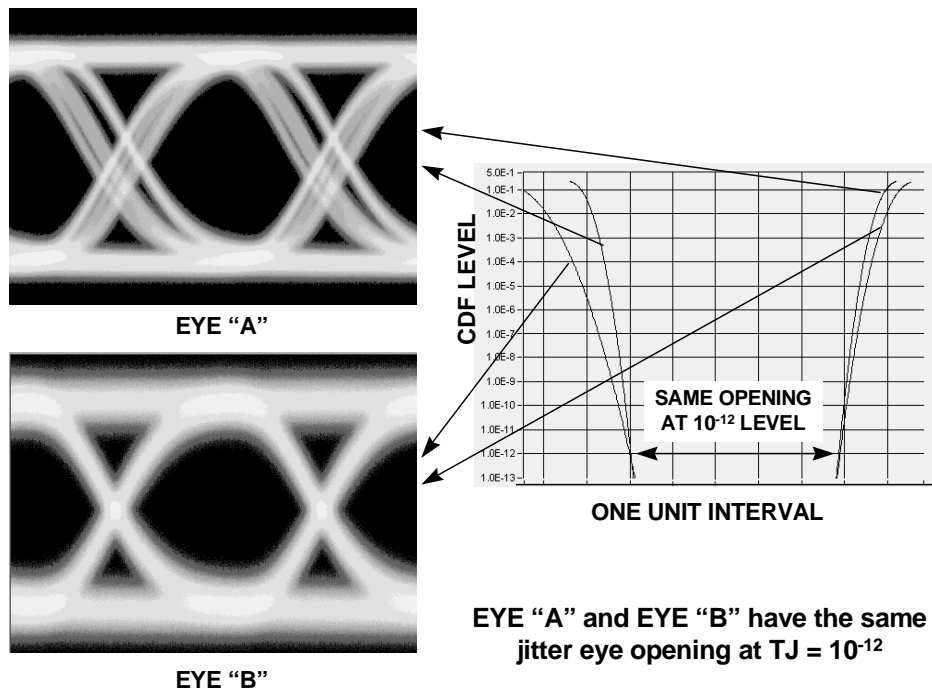 EYE “A”
EYE “B”
CDF LEVEL
5.0E-1
1.0E-1
1.0E-2
1.0E-3
1.0E-4
1.0E-5
1.0E-6
1.0E-7
1.0E-8
1.0E-9
1.0E-10
1.0E-11
1.0E-12
1.0E-13
SAME OPENING
AT 10-12 LEVEL
ONE UNIT INTERVAL
EYE “A” and EYE “B” have the same
jitter eye opening at TJ = 10-12